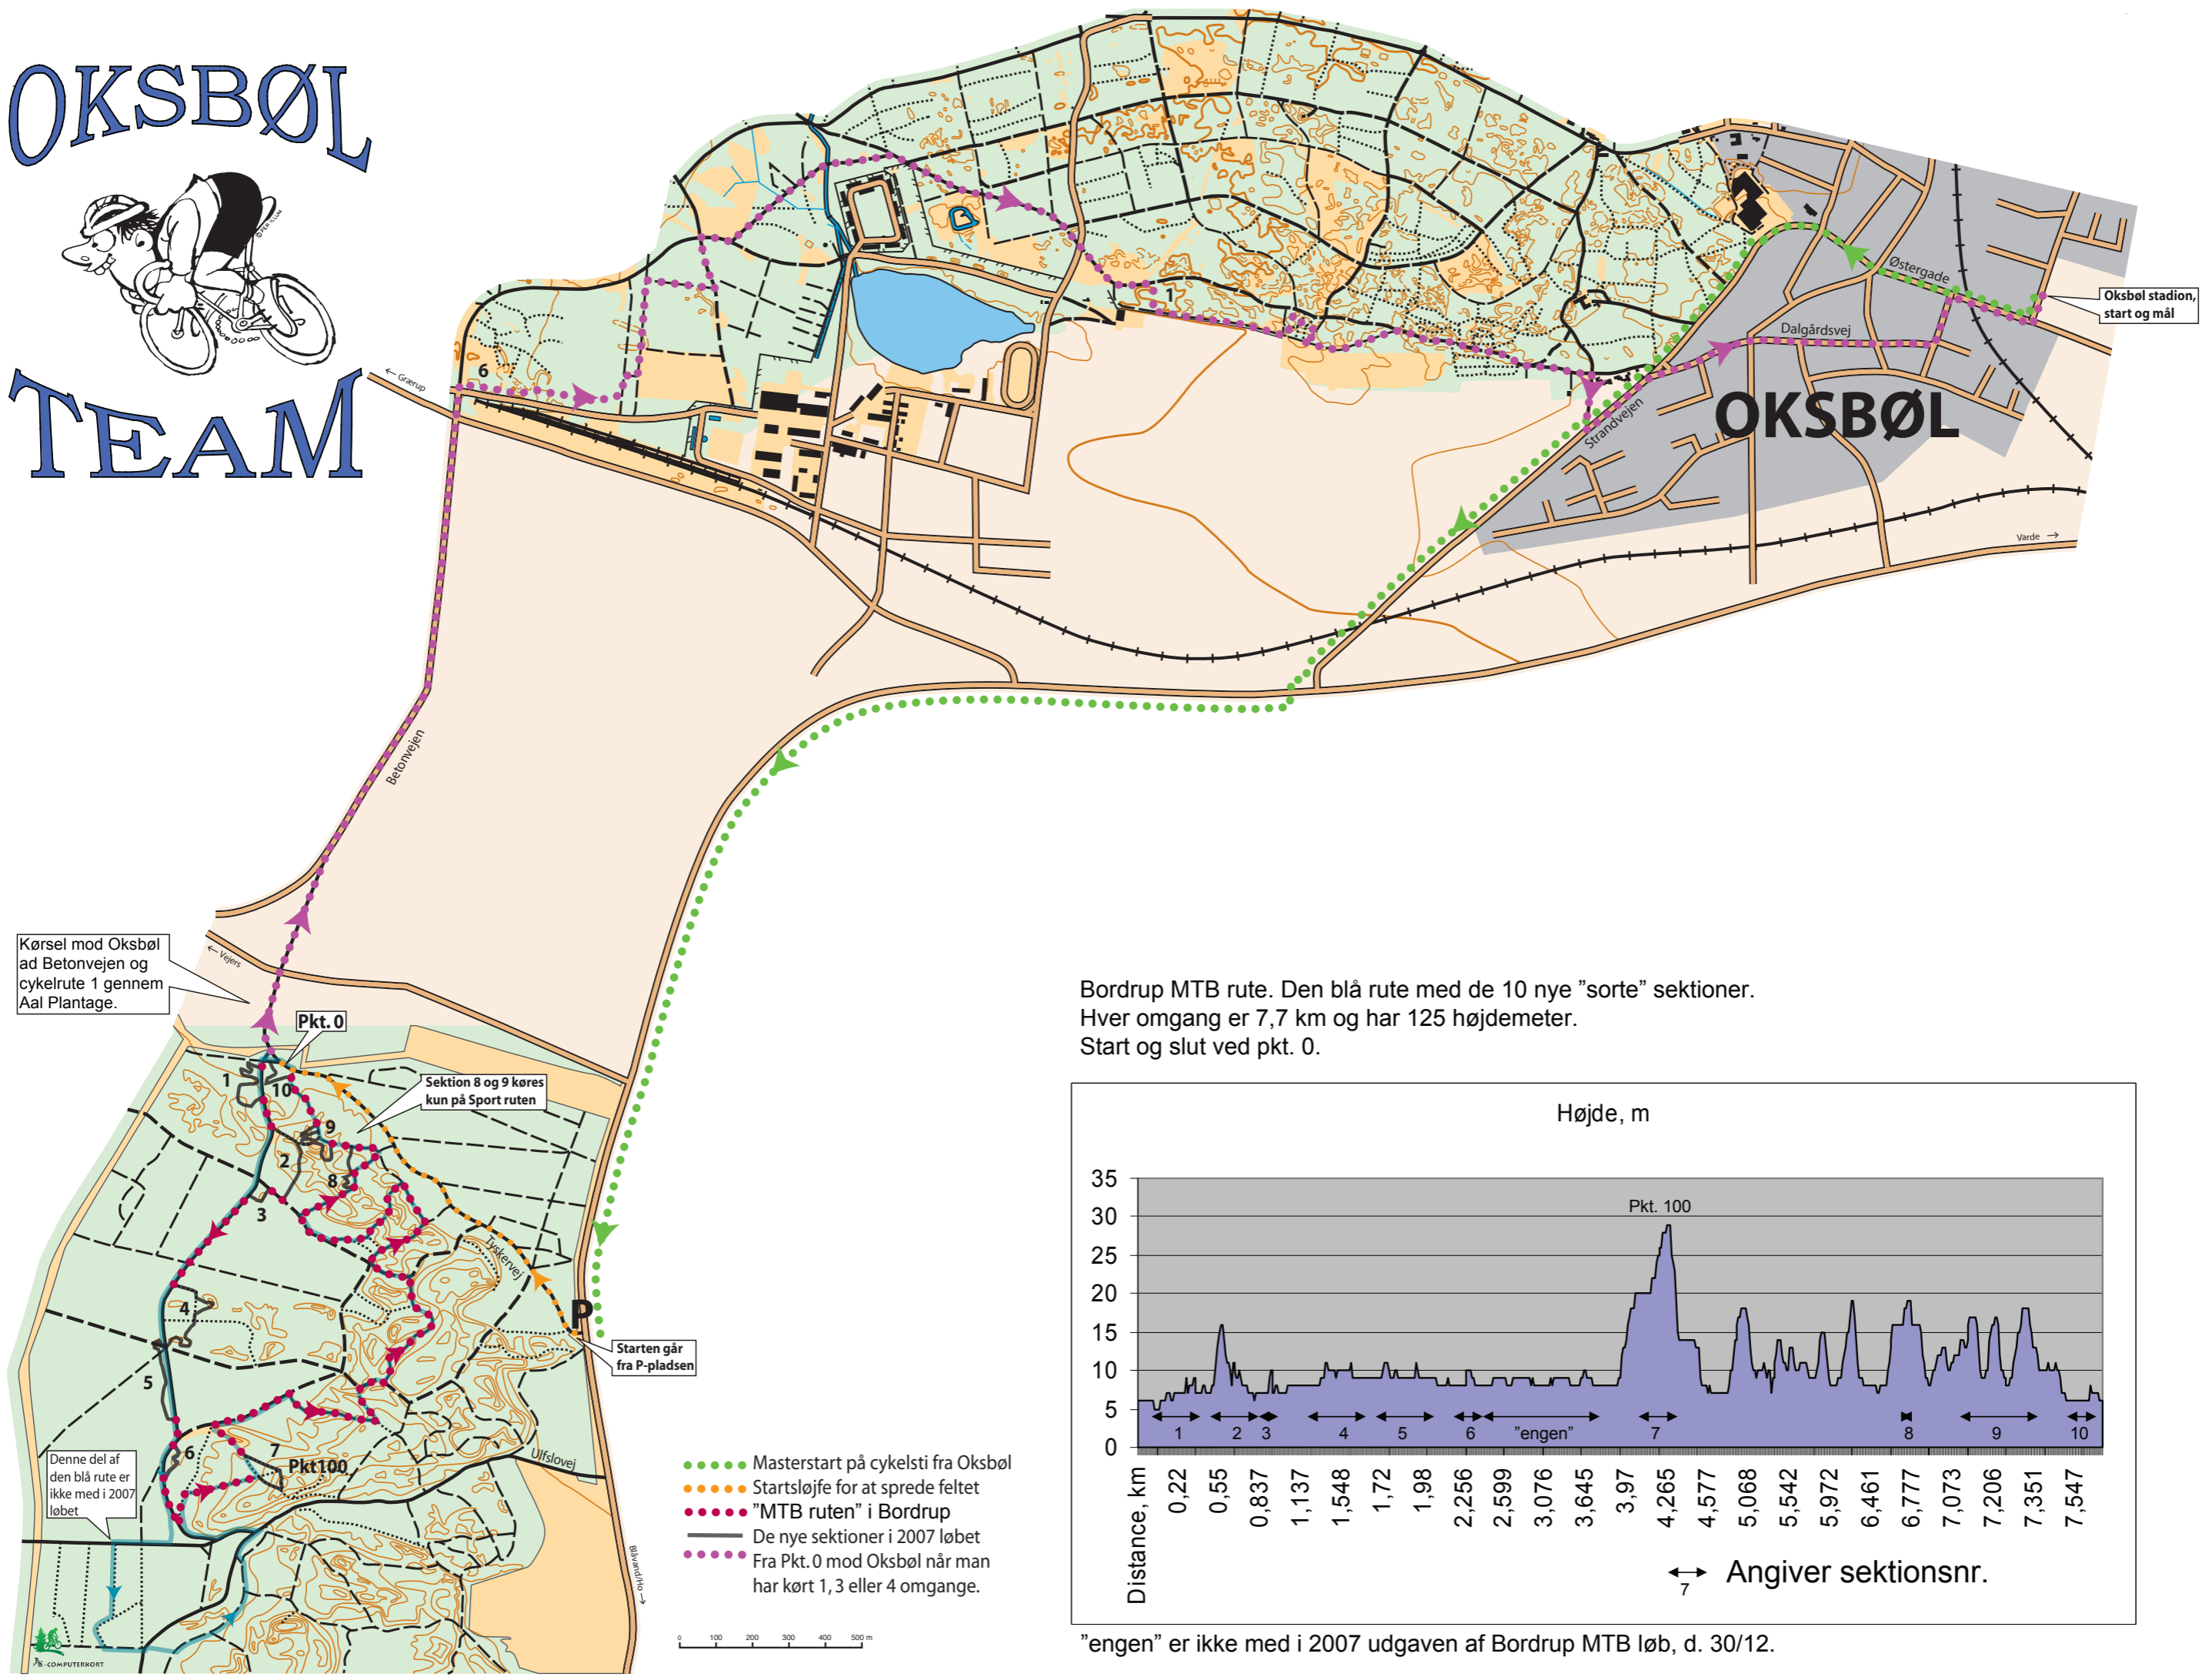 OKSBØL
TEAM
© PER ILLUM
← Grærup
6
1
Østergade
Oksbøl stadion,
start og mål
Dalgårdsvej
OKSBØL
Strandvejen
Varde →
Betonvejen
Kørsel mod Oksbøl
ad Betonvejen og
cykelrute 1 gennem
Aal Plantage.
← Vejers
Pkt. 0
1
10
Sektion 8 og 9 køres
kun på Sport ruten
9
2
8
3
Tyskervej
4
P
Starten går
fra P-pladsen
5
6
7
Pkt100
Ulfslovej
Denne del af
den blå rute er
ikke med i 2007
løbet
Blåvand/Ho →
COMPUTERKORT
Masterstart på cykelsti fra Oksbøl
Startsløjfe for at sprede feltet
"MTB ruten" i Bordrup
De nye sektioner i 2007 løbet
Fra Pkt. 0 mod Oksbøl når man
har kørt 1, 3 eller 4 omgange.
0 100 200 300 400 500 m
Bordrup MTB rute. Den blå rute med de 10 nye ”sorte” sektioner.
Hver omgang er 7,7 km og har 125 højdemeter.
Start og slut ved pkt. 0.
Højde, m
35
30
25
20
15
10
5
0
Pkt. 100
1 2 3 4 5 6 "engen" 7 8 9 10
Distance, km 0,22 0,55 0,837 1,137 1,548 1,72 1,98 2,256 2,599 3,076 3,645 3,97 4,265 4,577 5,068 5,542 5,972 6,461 6,777 7,073 7,206 7,351 7,547
7 Angiver sektionsnr.
”engen” er ikke med i 2007 udgaven af Bordrup MTB løb, d. 30/12.